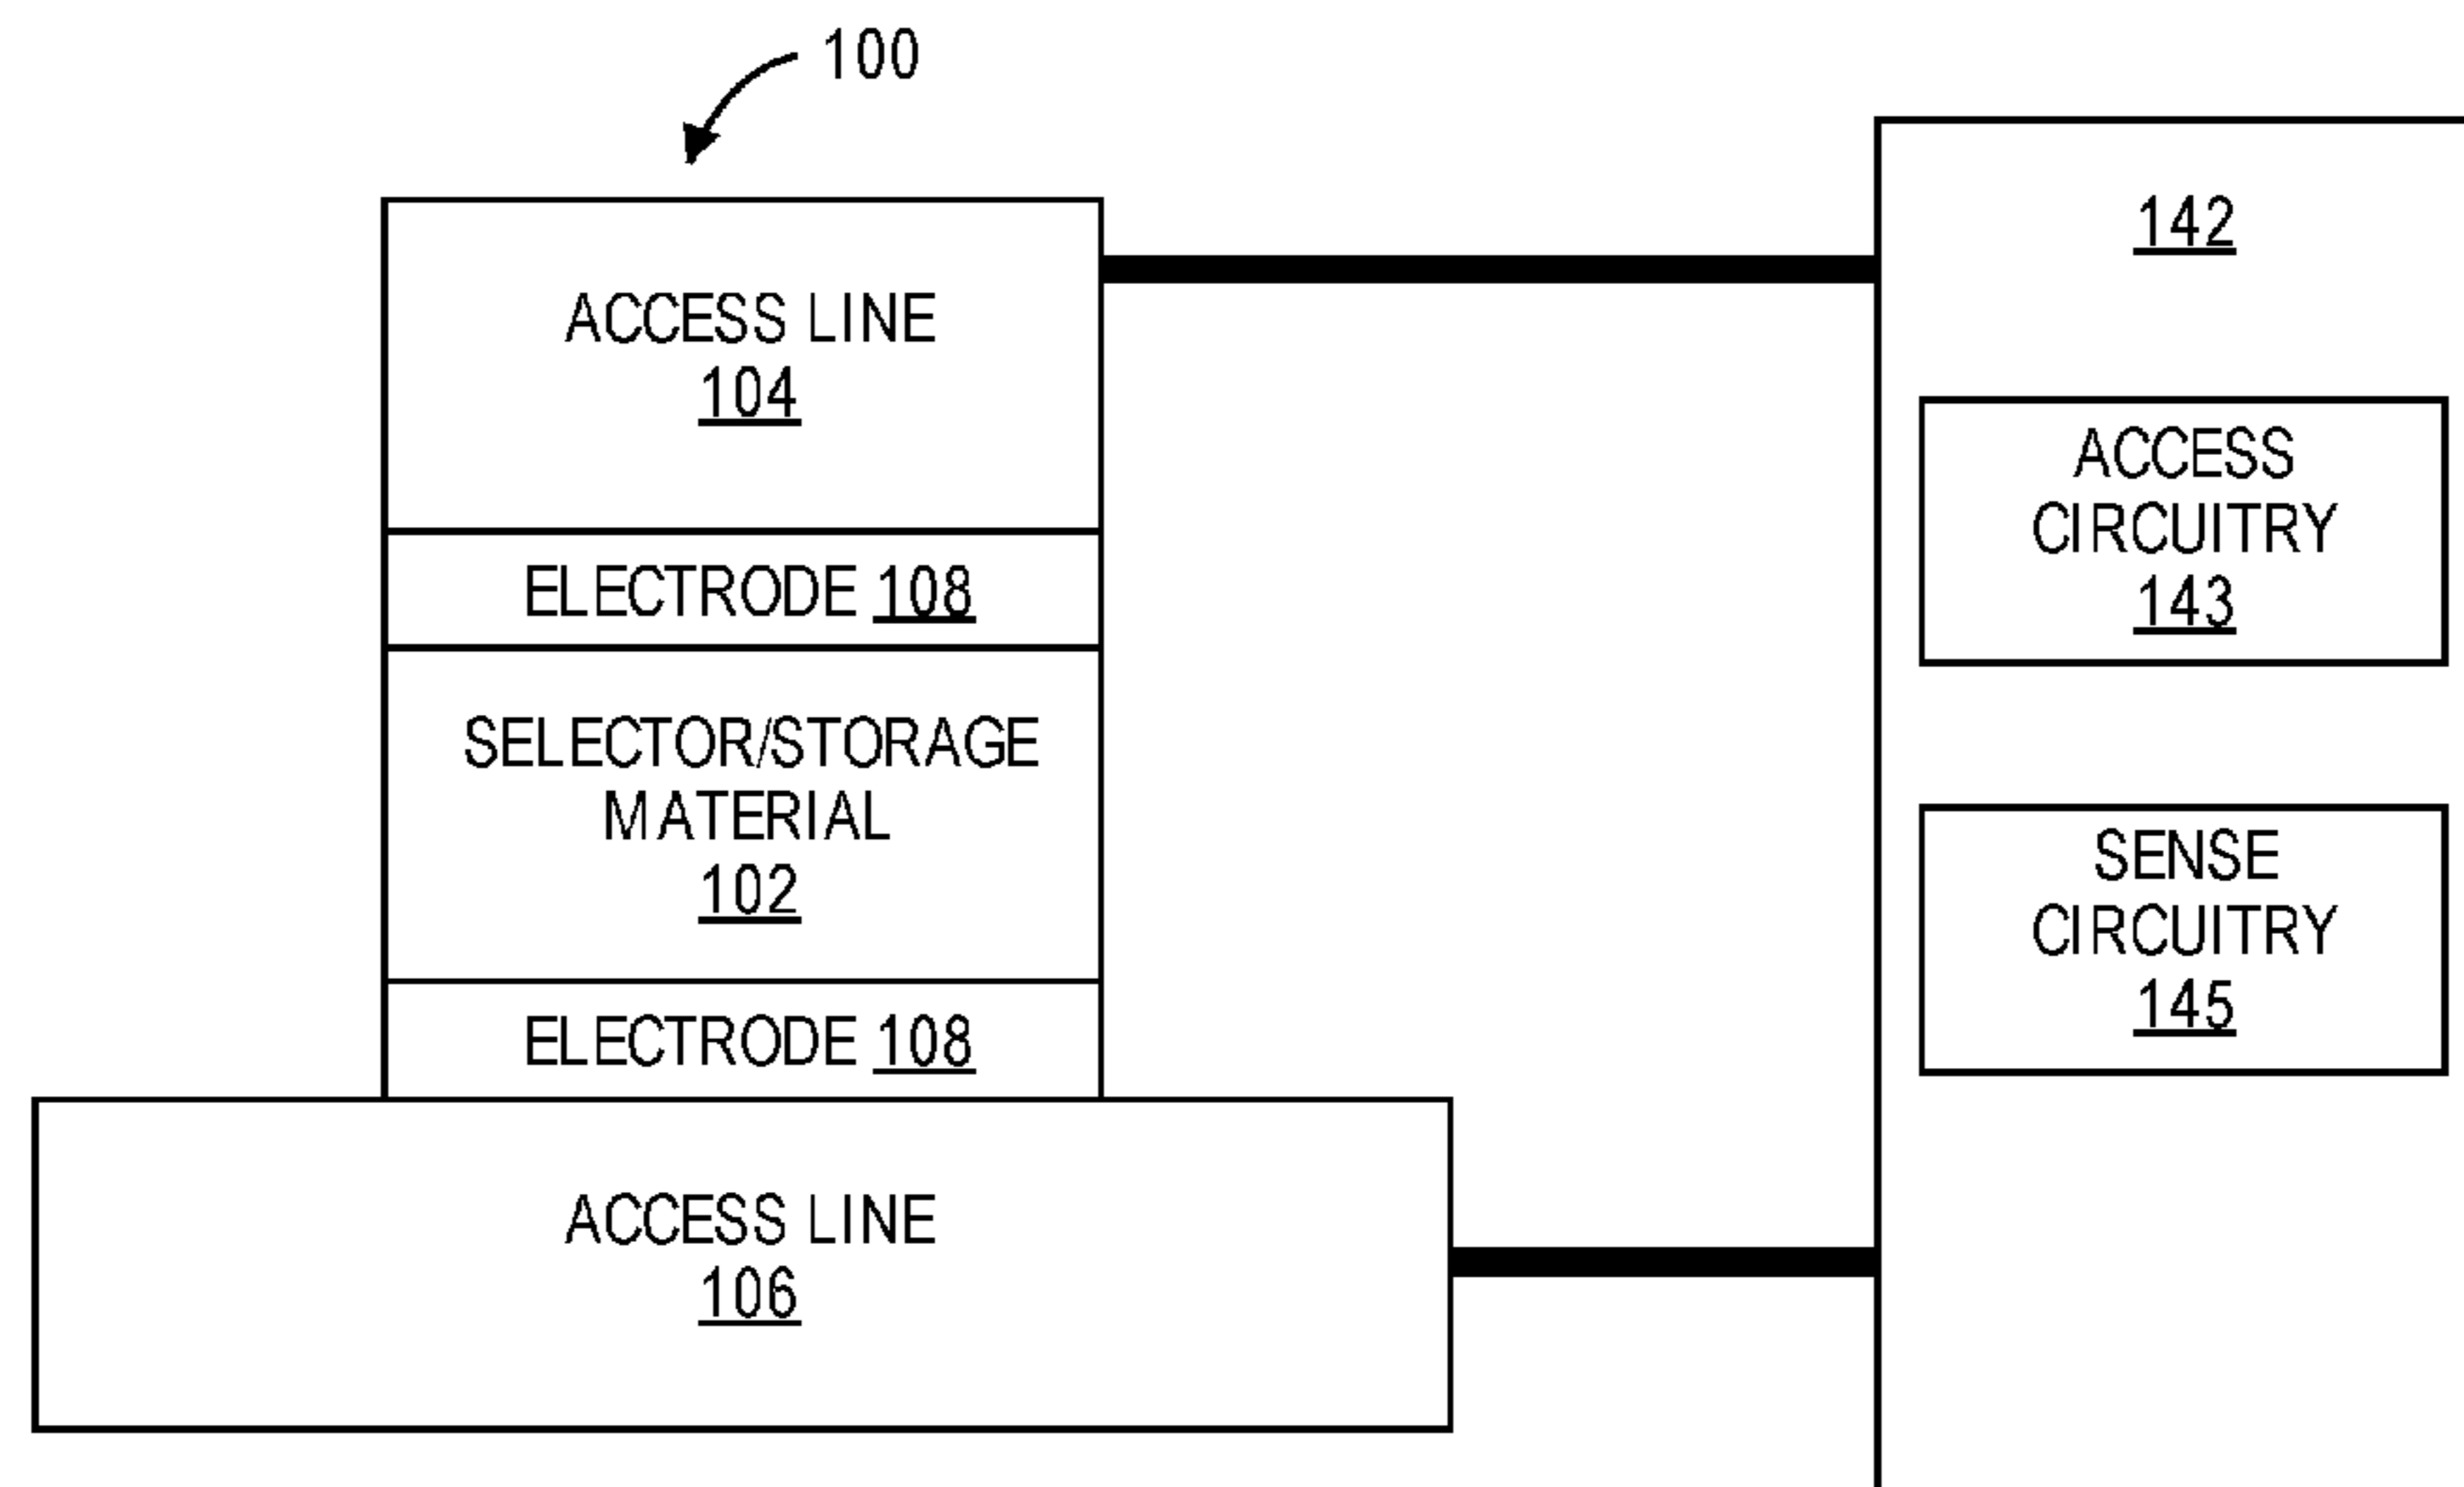 100
ACCESS LINE
104
ELECTRODE 108
SELECTOR/STORAGE
MATERIAL
102
ELECTRODE 108
ACCESS LINE
106
142
ACCESS
CIRCUITRY
143
SENSE
CIRCUITRY
145